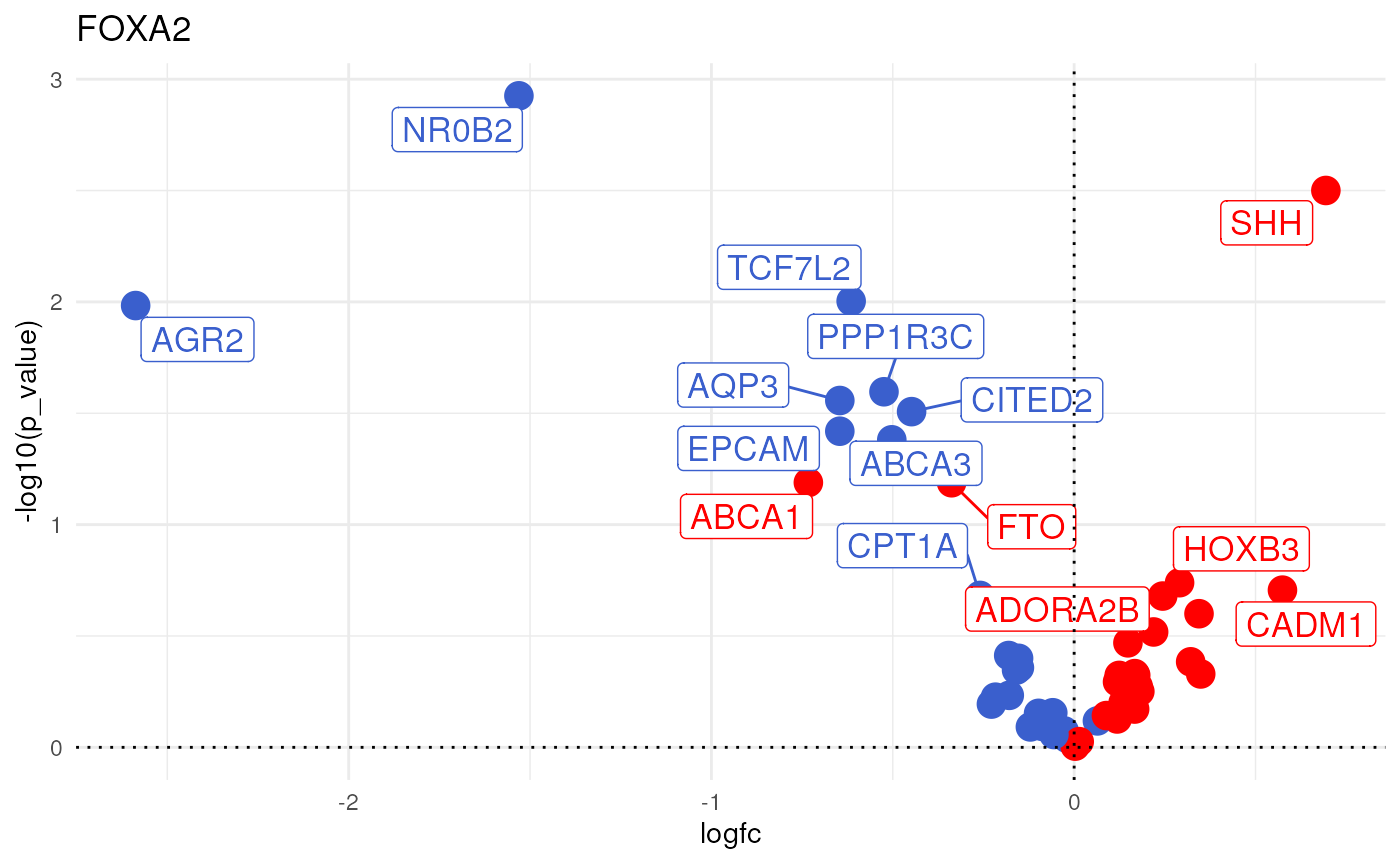 FOXA2
3
NR0B2
SHH
TCF7L2
2
AGR2
PPP1R3C
AQP3
CITED2
EPCAM
ABCA3
ABCA1
1
FTO
CPT1A
HOXB3
ADORA2B
CADM1
0
-2
-1
0
logfc
-log10(p_value)